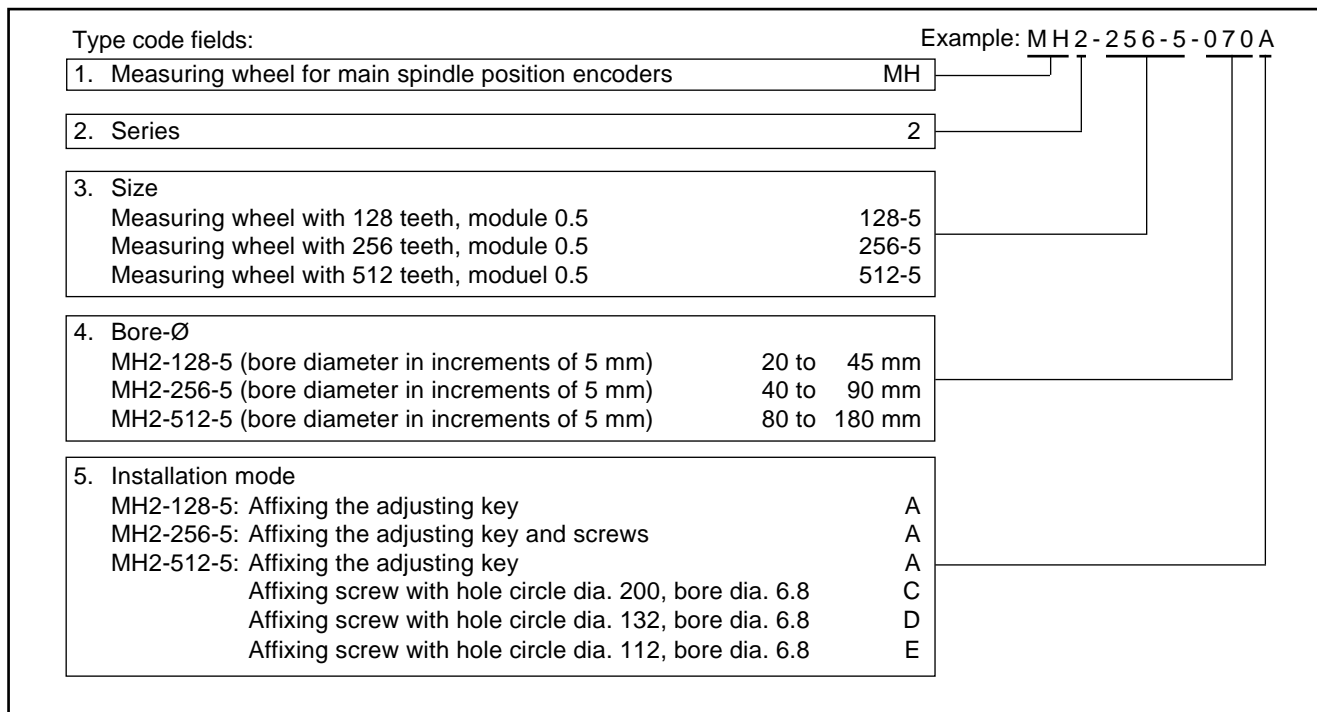 Type code fields: Example: MH2-256-5-070A
1. Measuring wheel for main spindle position encoders MH
2. Series 2
3. Size
Measuring wheel with 128 teeth, module 0.5 128-5
Measuring wheel with 256 teeth, module 0.5 256-5
Measuring wheel with 512 teeth, moduel 0.5 512-5
4. Bore-Ø
MH2-128-5 (bore diameter in increments of 5 mm) 20 to 45 mm
MH2-256-5 (bore diameter in increments of 5 mm) 40 to 90 mm
MH2-512-5 (bore diameter in increments of 5 mm) 80 to 180 mm
5. Installation mode
MH2-128-5: Affixing the adjusting key A
MH2-256-5: Affixing the adjusting key and screws A
MH2-512-5: Affixing the adjusting key A
Affixing screw with hole circle dia. 200, bore dia. 6.8 C
Affixing screw with hole circle dia. 132, bore dia. 6.8 D
Affixing screw with hole circle dia. 112, bore dia. 6.8 E